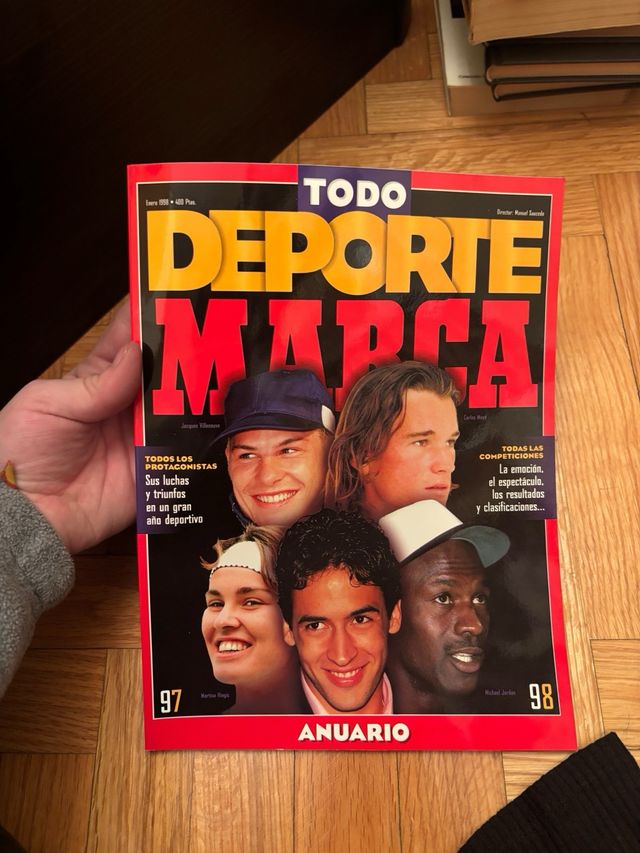 TODO
Enero 1998 • 400 Ptas.
Director: Manuel Saucedo
DEPORTE
MARCA
Jacques Villeneuve
Carlos Moyá
TODOS LOS
PROTAGONISTAS
Sus luchas
y triunfos
en un gran
año deportivo
TODAS LAS
COMPETICIONES
La emoción,
el espectáculo,
los resultados
y clasificaciones...
97
Martina Hingis
Michael Jordan
98
ANUARIO